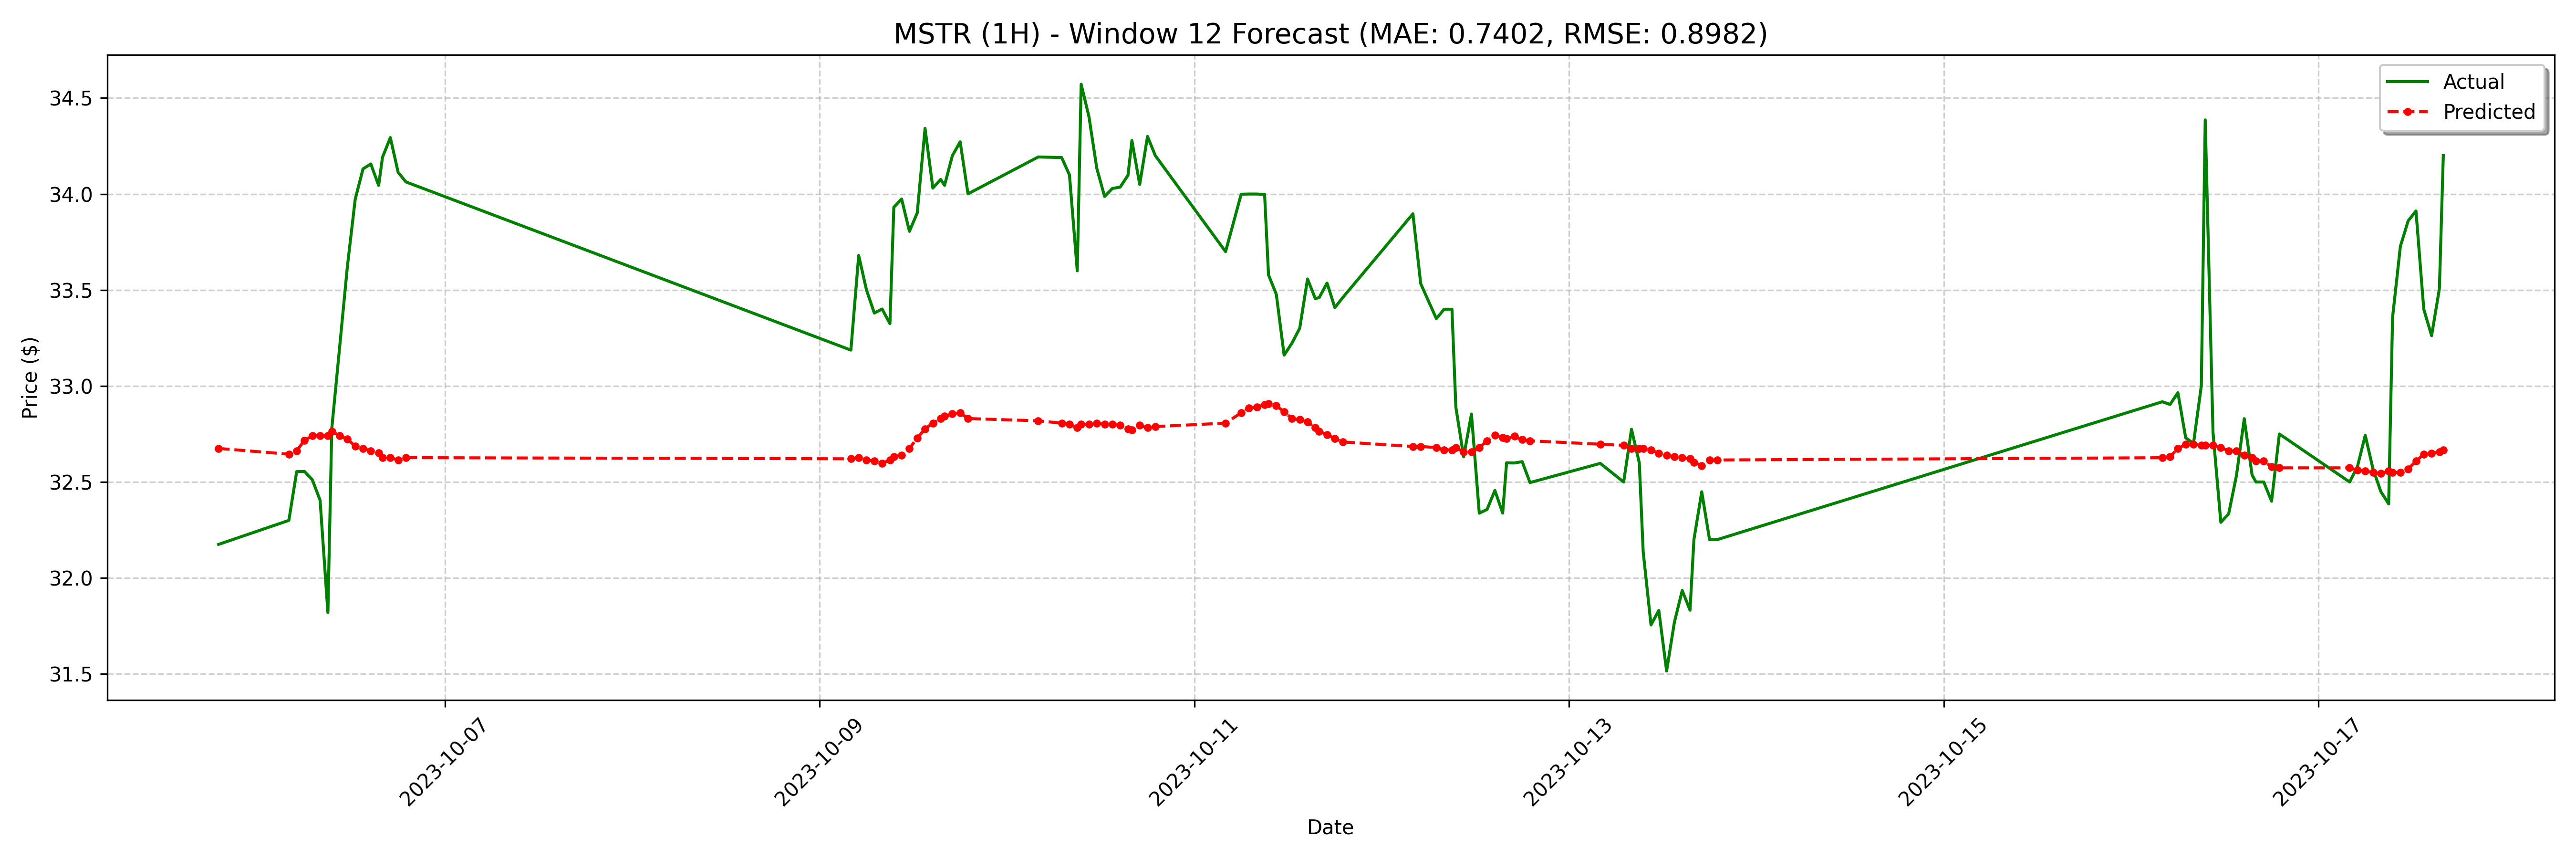 MSTR (1H) - Window 12 Forecast (MAE: 0.7402, RMSE: 0.8982)
Actual
Predicted
Price ($)
34.5
34.0
33.5
33.0
32.5
32.0
31.5
2023-10-07
2023-10-09
2023-10-11
2023-10-13
2023-10-15
2023-10-17
Date